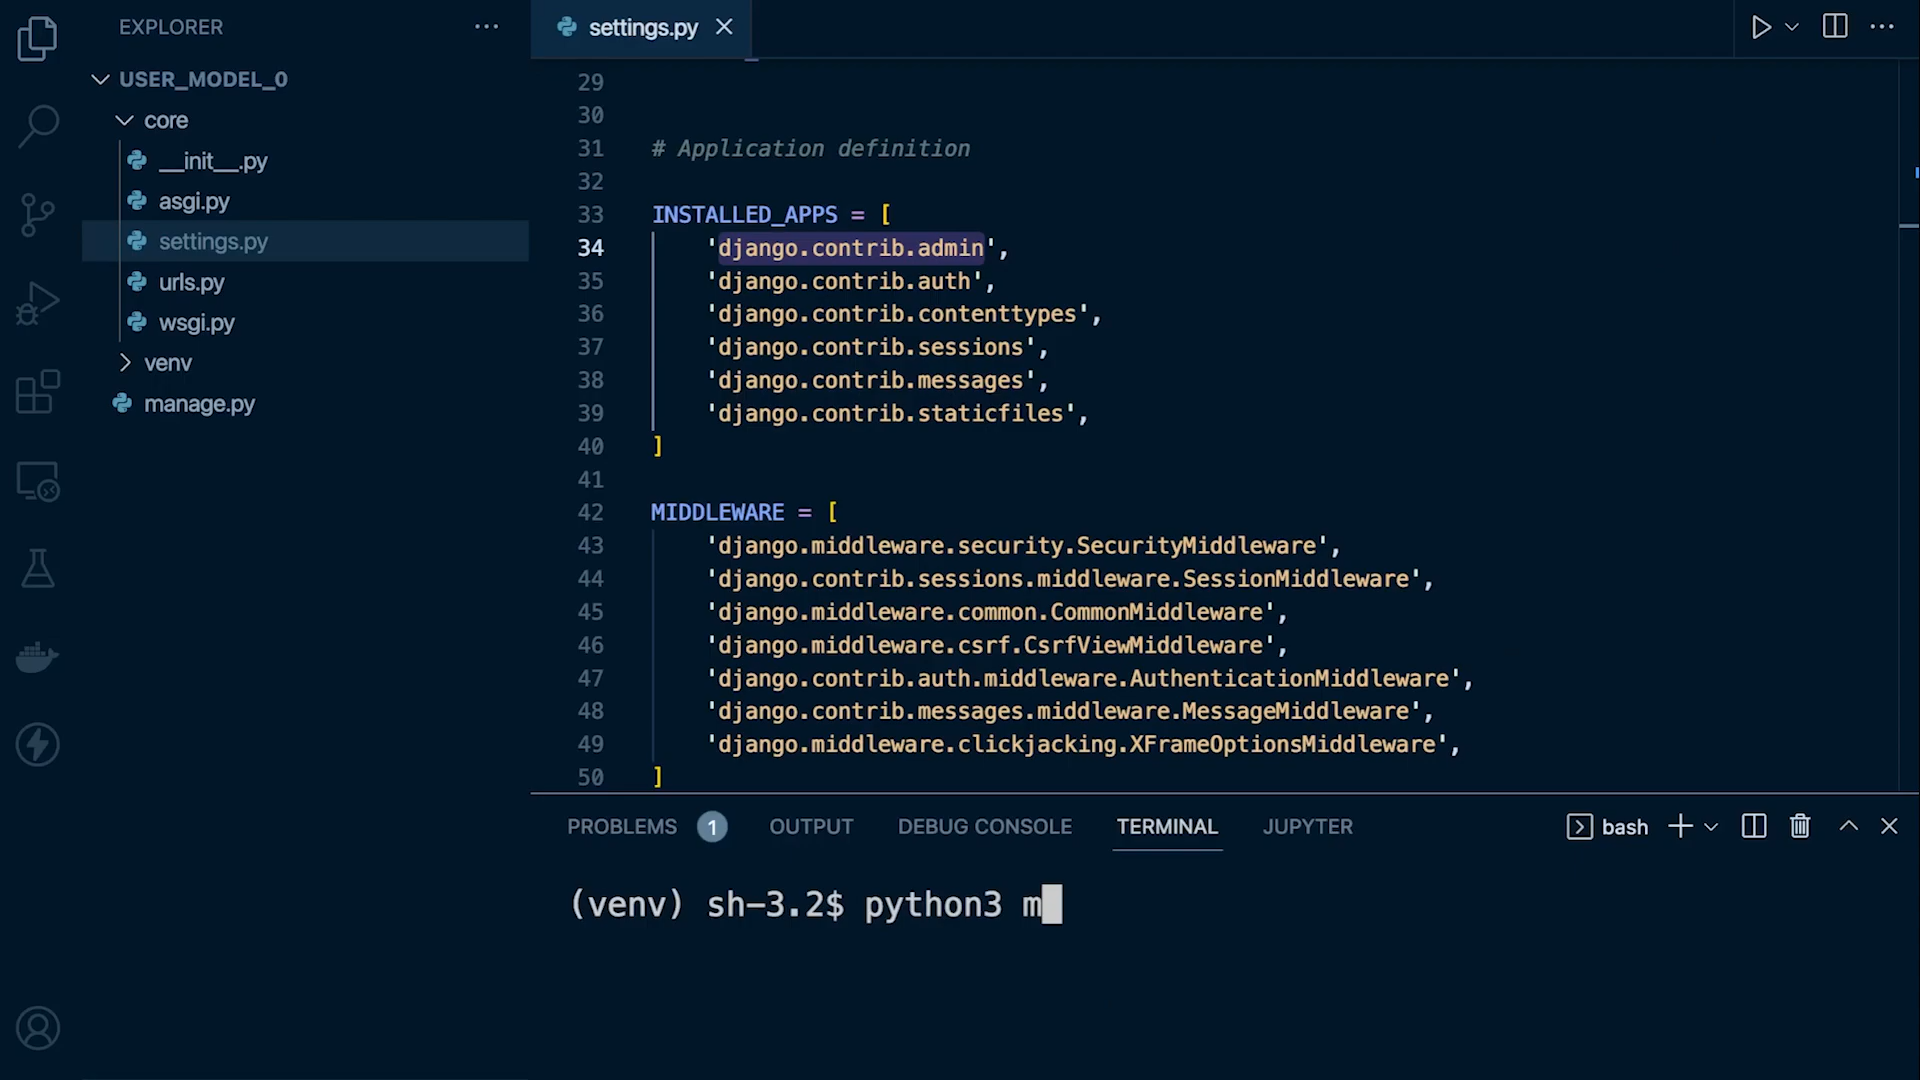 EXPLORER
USER_MODEL_0
core
__init__.py
asgi.py
settings.py
urls.py
wsgi.py
venv
manage.py
settings.py
29
30
31 # Application definition
32
33 INSTALLED_APPS = [
34 'django.contrib.admin',
35 'django.contrib.auth',
36 'django.contrib.contenttypes',
37 'django.contrib.sessions',
38 'django.contrib.messages',
39 'django.contrib.staticfiles',
40 ]
41
42 MIDDLEWARE = [
43 'django.middleware.security.SecurityMiddleware',
44 'django.contrib.sessions.middleware.SessionMiddleware',
45 'django.middleware.common.CommonMiddleware',
46 'django.middleware.csrf.CsrfViewMiddleware',
47 'django.contrib.auth.middleware.AuthenticationMiddleware',
48 'django.contrib.messages.middleware.MessageMiddleware',
49 'django.middleware.clickjacking.XFrameOptionsMiddleware',
50 ]
PROBLEMS 1 OUTPUT DEBUG CONSOLE TERMINAL JUPYTER bash
(venv) sh-3.2$ python3 m